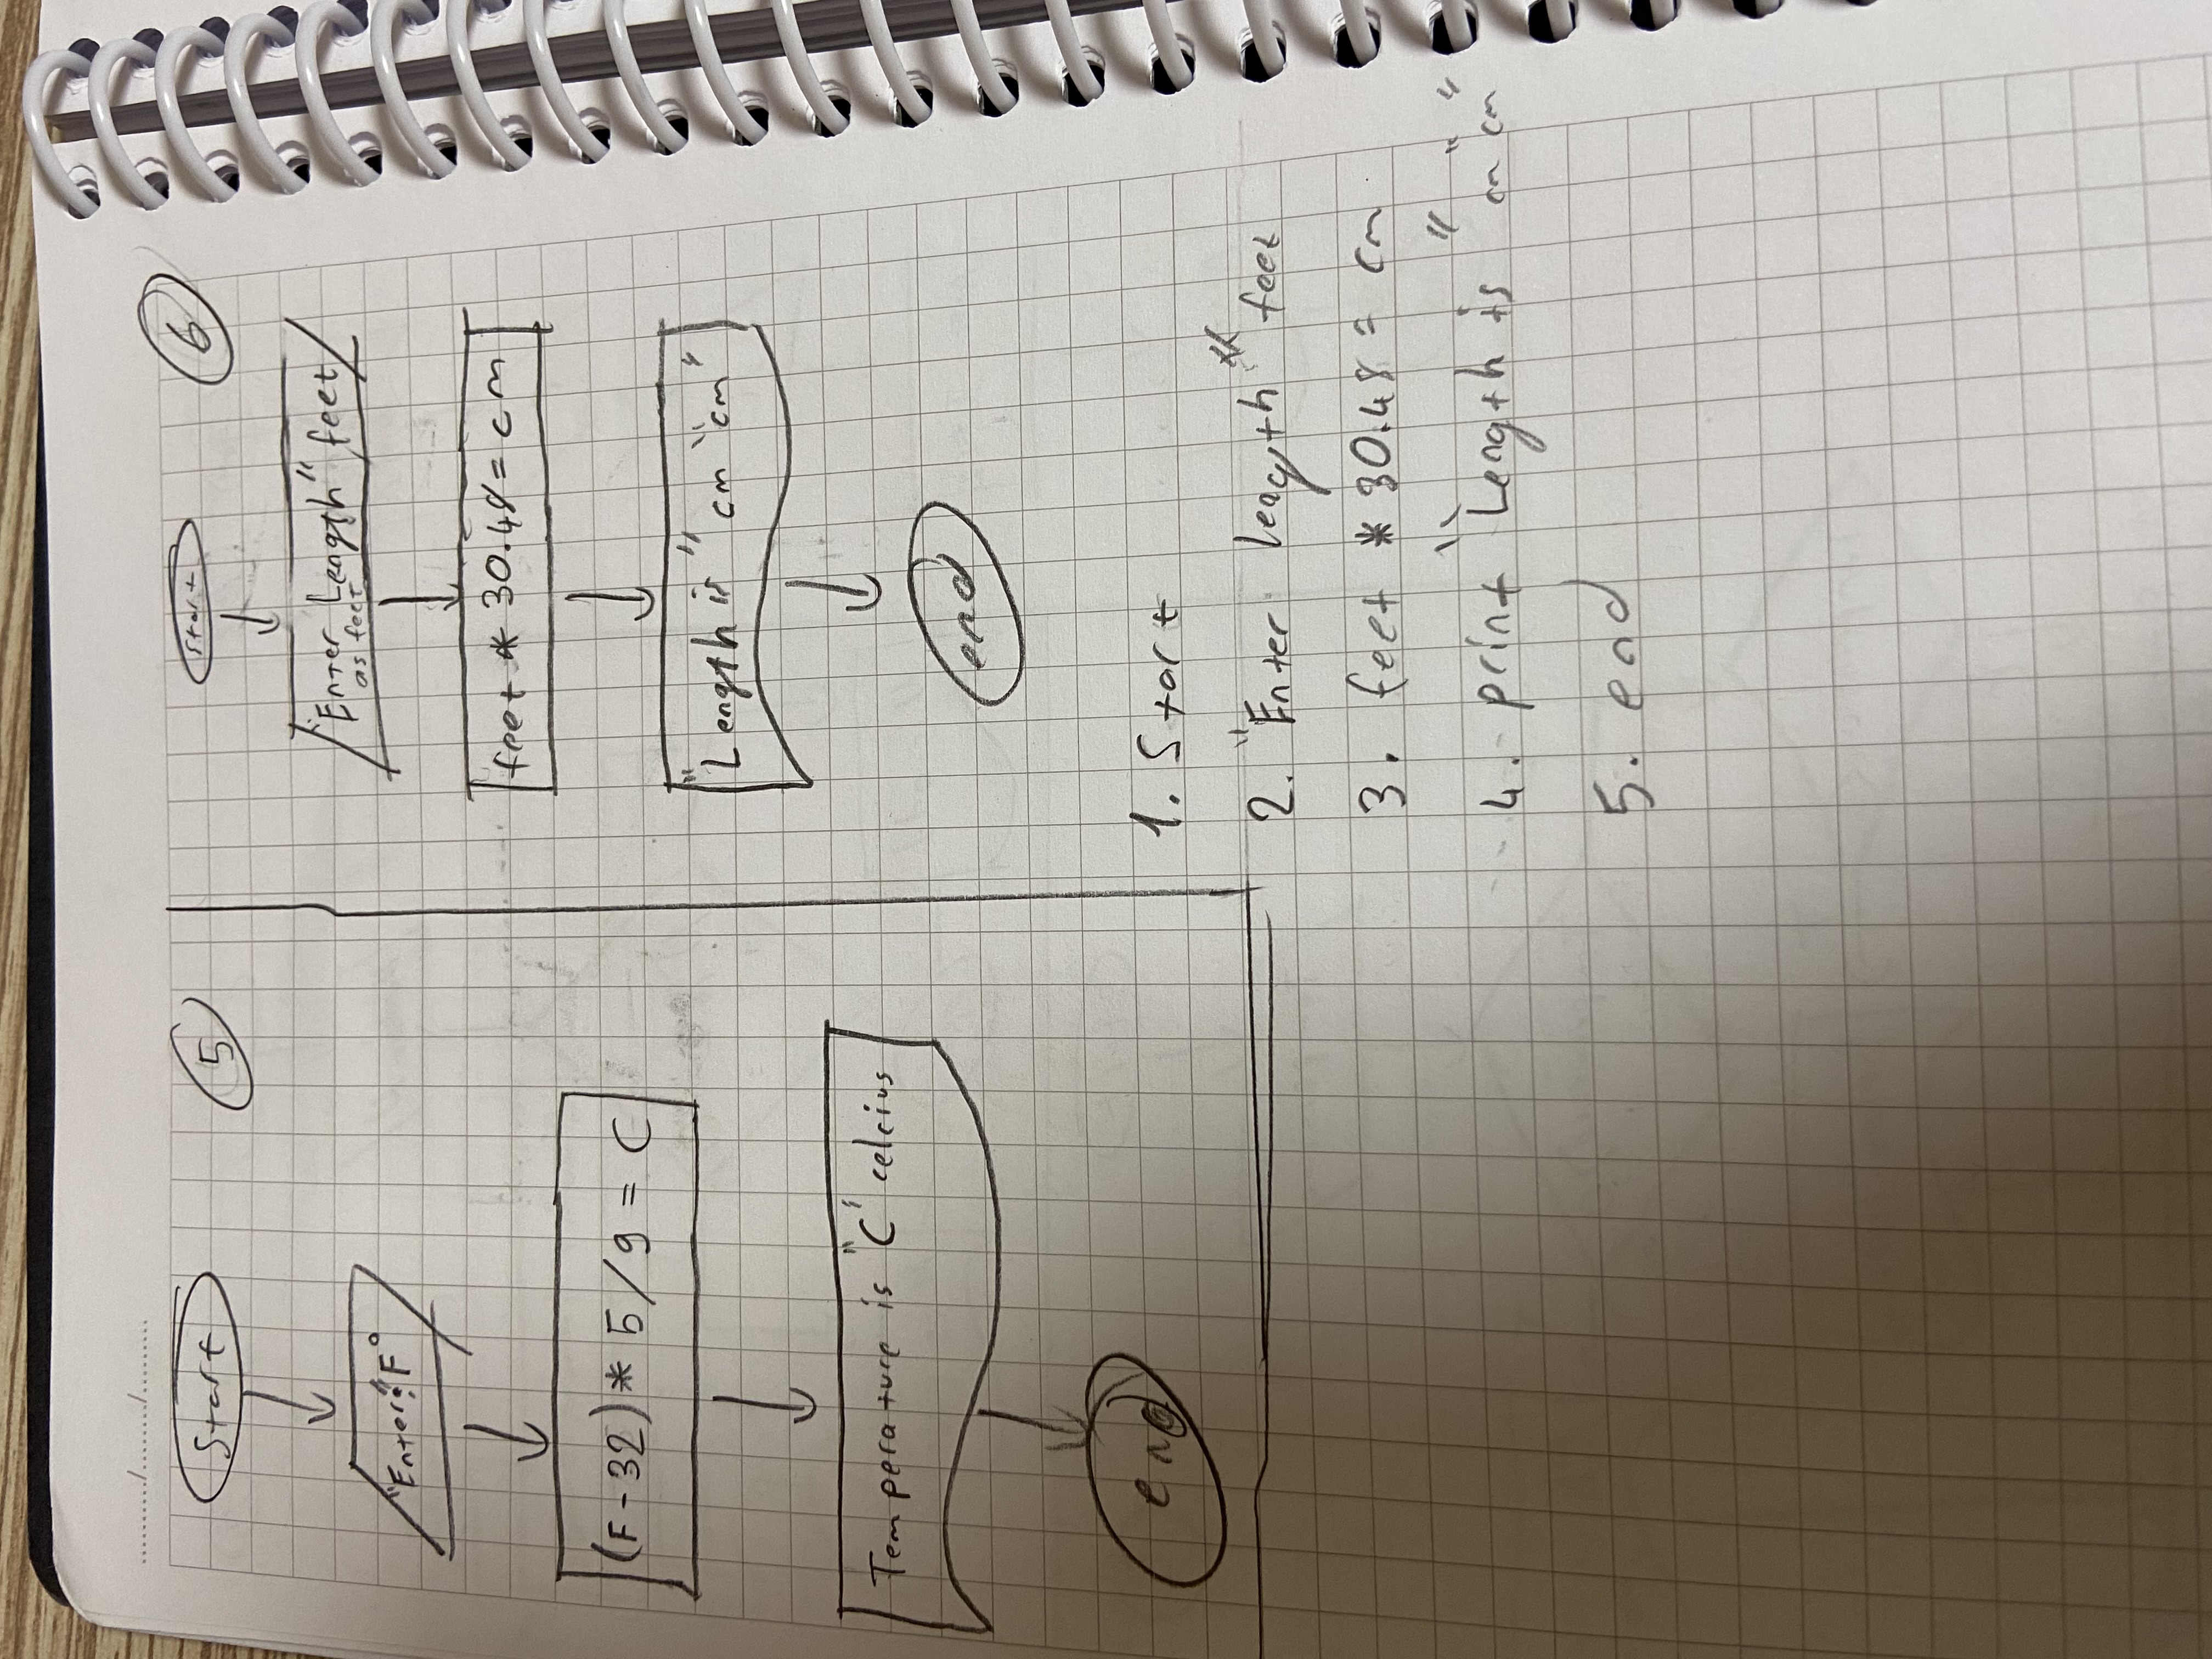 Start
5
"Enter:" F°
(F-32) * 5/9 = C
Temperature is "C" celcius
end
Start
6
"Enter Length" feet
as feet
feet * 30.48 = cm
"Length is" cm "cm"
end
1. Start
2. "Enter length" feet
3. feet * 30.48 = cm
4. print "Length is" cm "cm"
5. end